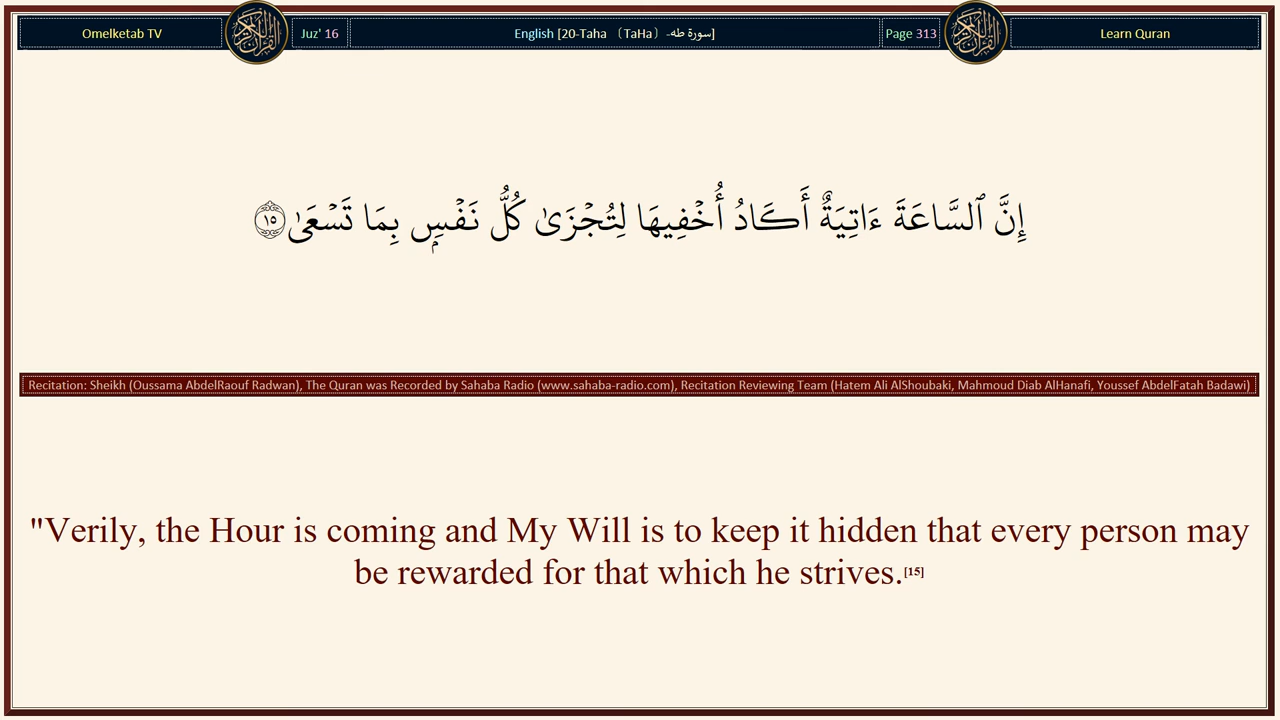 Omelketab TV
Juz' 16
English [20-Taha （TaHa）-سورة طه]
Page 313
Learn Quran
إِنَّ ٱلسَّاعَةَ ءَاتِيَةٌ أَكَادُ أُخۡفِيهَا لِتُجۡزَىٰ كُلُّ نَفۡسِۭ بِمَا تَسۡعَىٰ ١٥
Recitation: Sheikh (Oussama AbdelRaouf Radwan), The Quran was Recorded by Sahaba Radio (www.sahaba-radio.com), Recitation Reviewing Team (Hatem Ali AlShoubaki, Mahmoud Diab AlHanafi, Youssef AbdelFatah Badawi)
"Verily, the Hour is coming and My Will is to keep it hidden that every person may
be rewarded for that which he strives.[15]